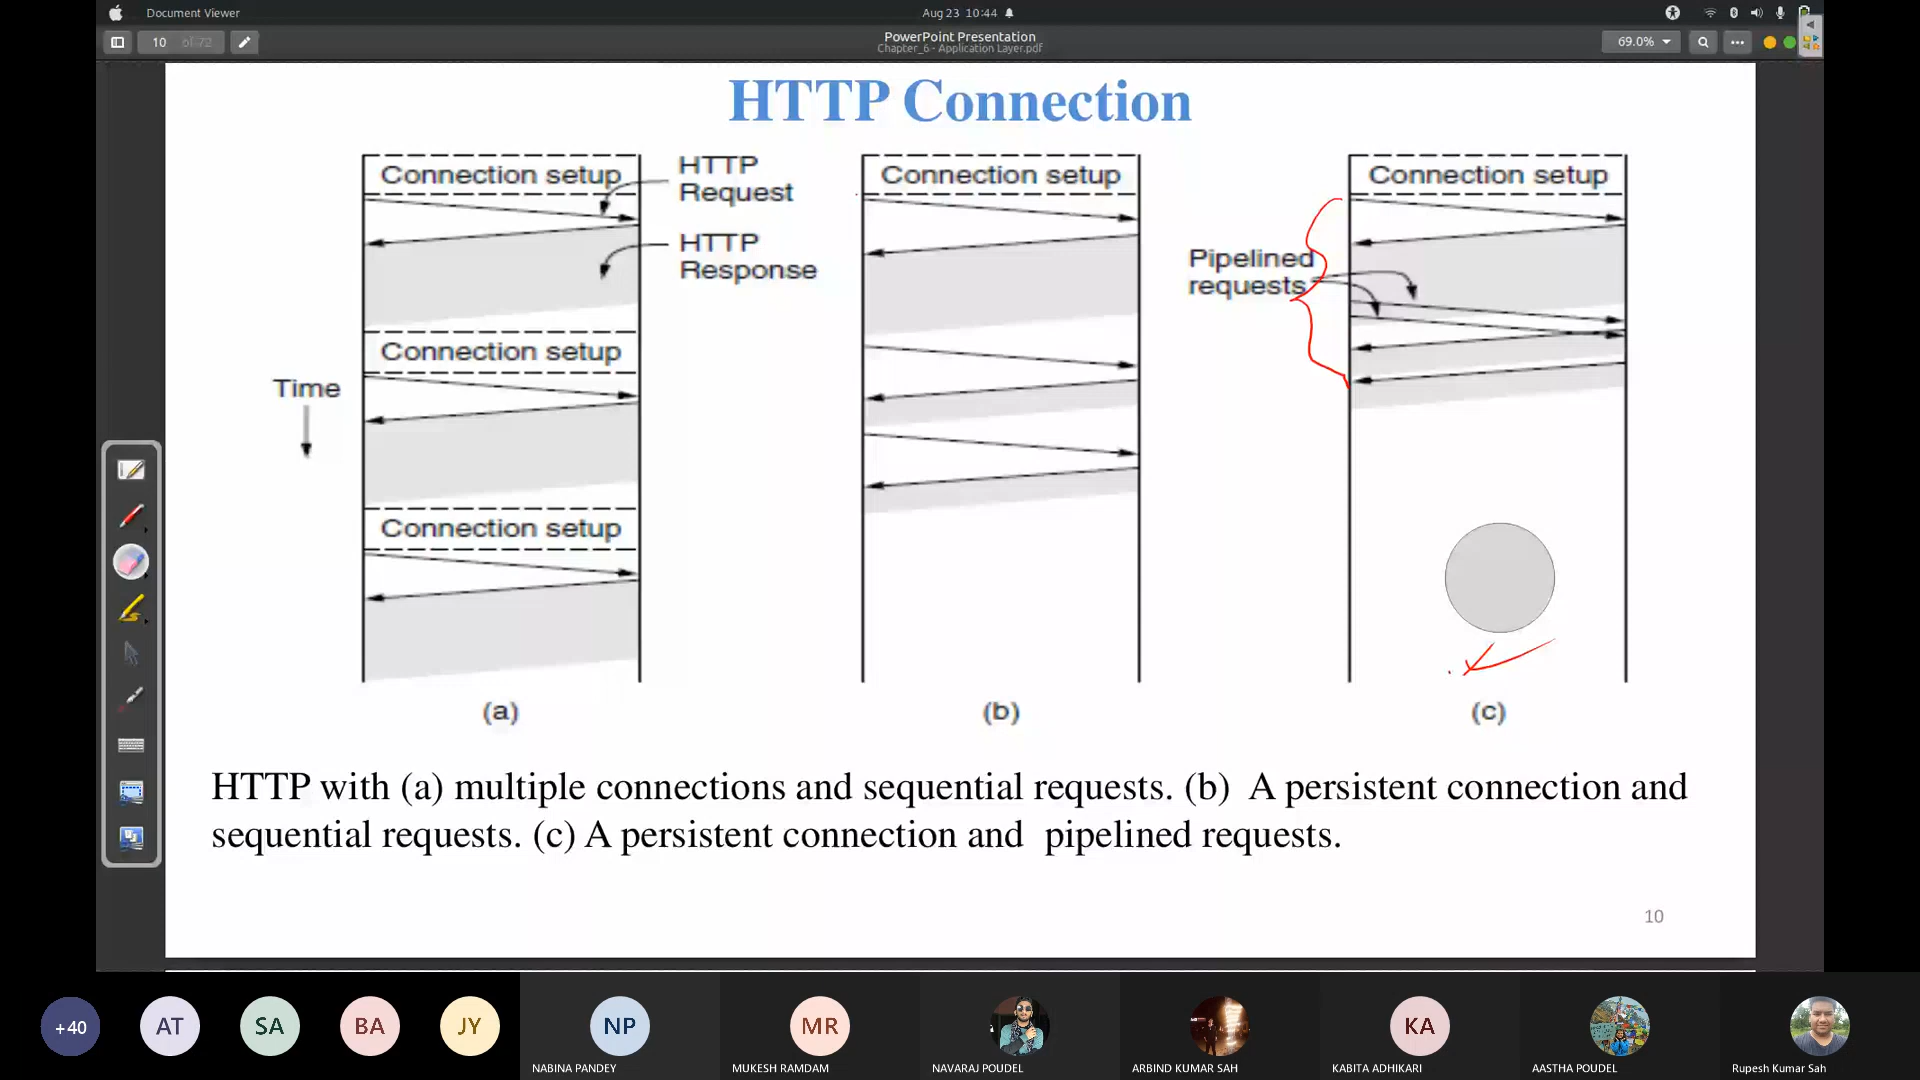 Document Viewer
Aug 23 10:44
10 of 72
PowerPoint Presentation
Chapter_6 - Application Layer.pdf
69.0%
HTTP Connection
Connection setup
HTTP
Request
HTTP
Response
Connection setup
Time
Connection setup
(a)
Connection setup
(b)
Connection setup
Pipelined
requests
(c)
HTTP with (a) multiple connections and sequential requests. (b) A persistent connection and
sequential requests. (c) A persistent connection and pipelined requests.
10
+40
AT
SA
BA
JY
NP
NABINA PANDEY
MR
MUKESH RAMDAM
NAVARAJ POUDEL
ARBIND KUMAR SAH
KA
KABITA ADHIKARI
AASTHA POUDEL
Rupesh Kumar Sah